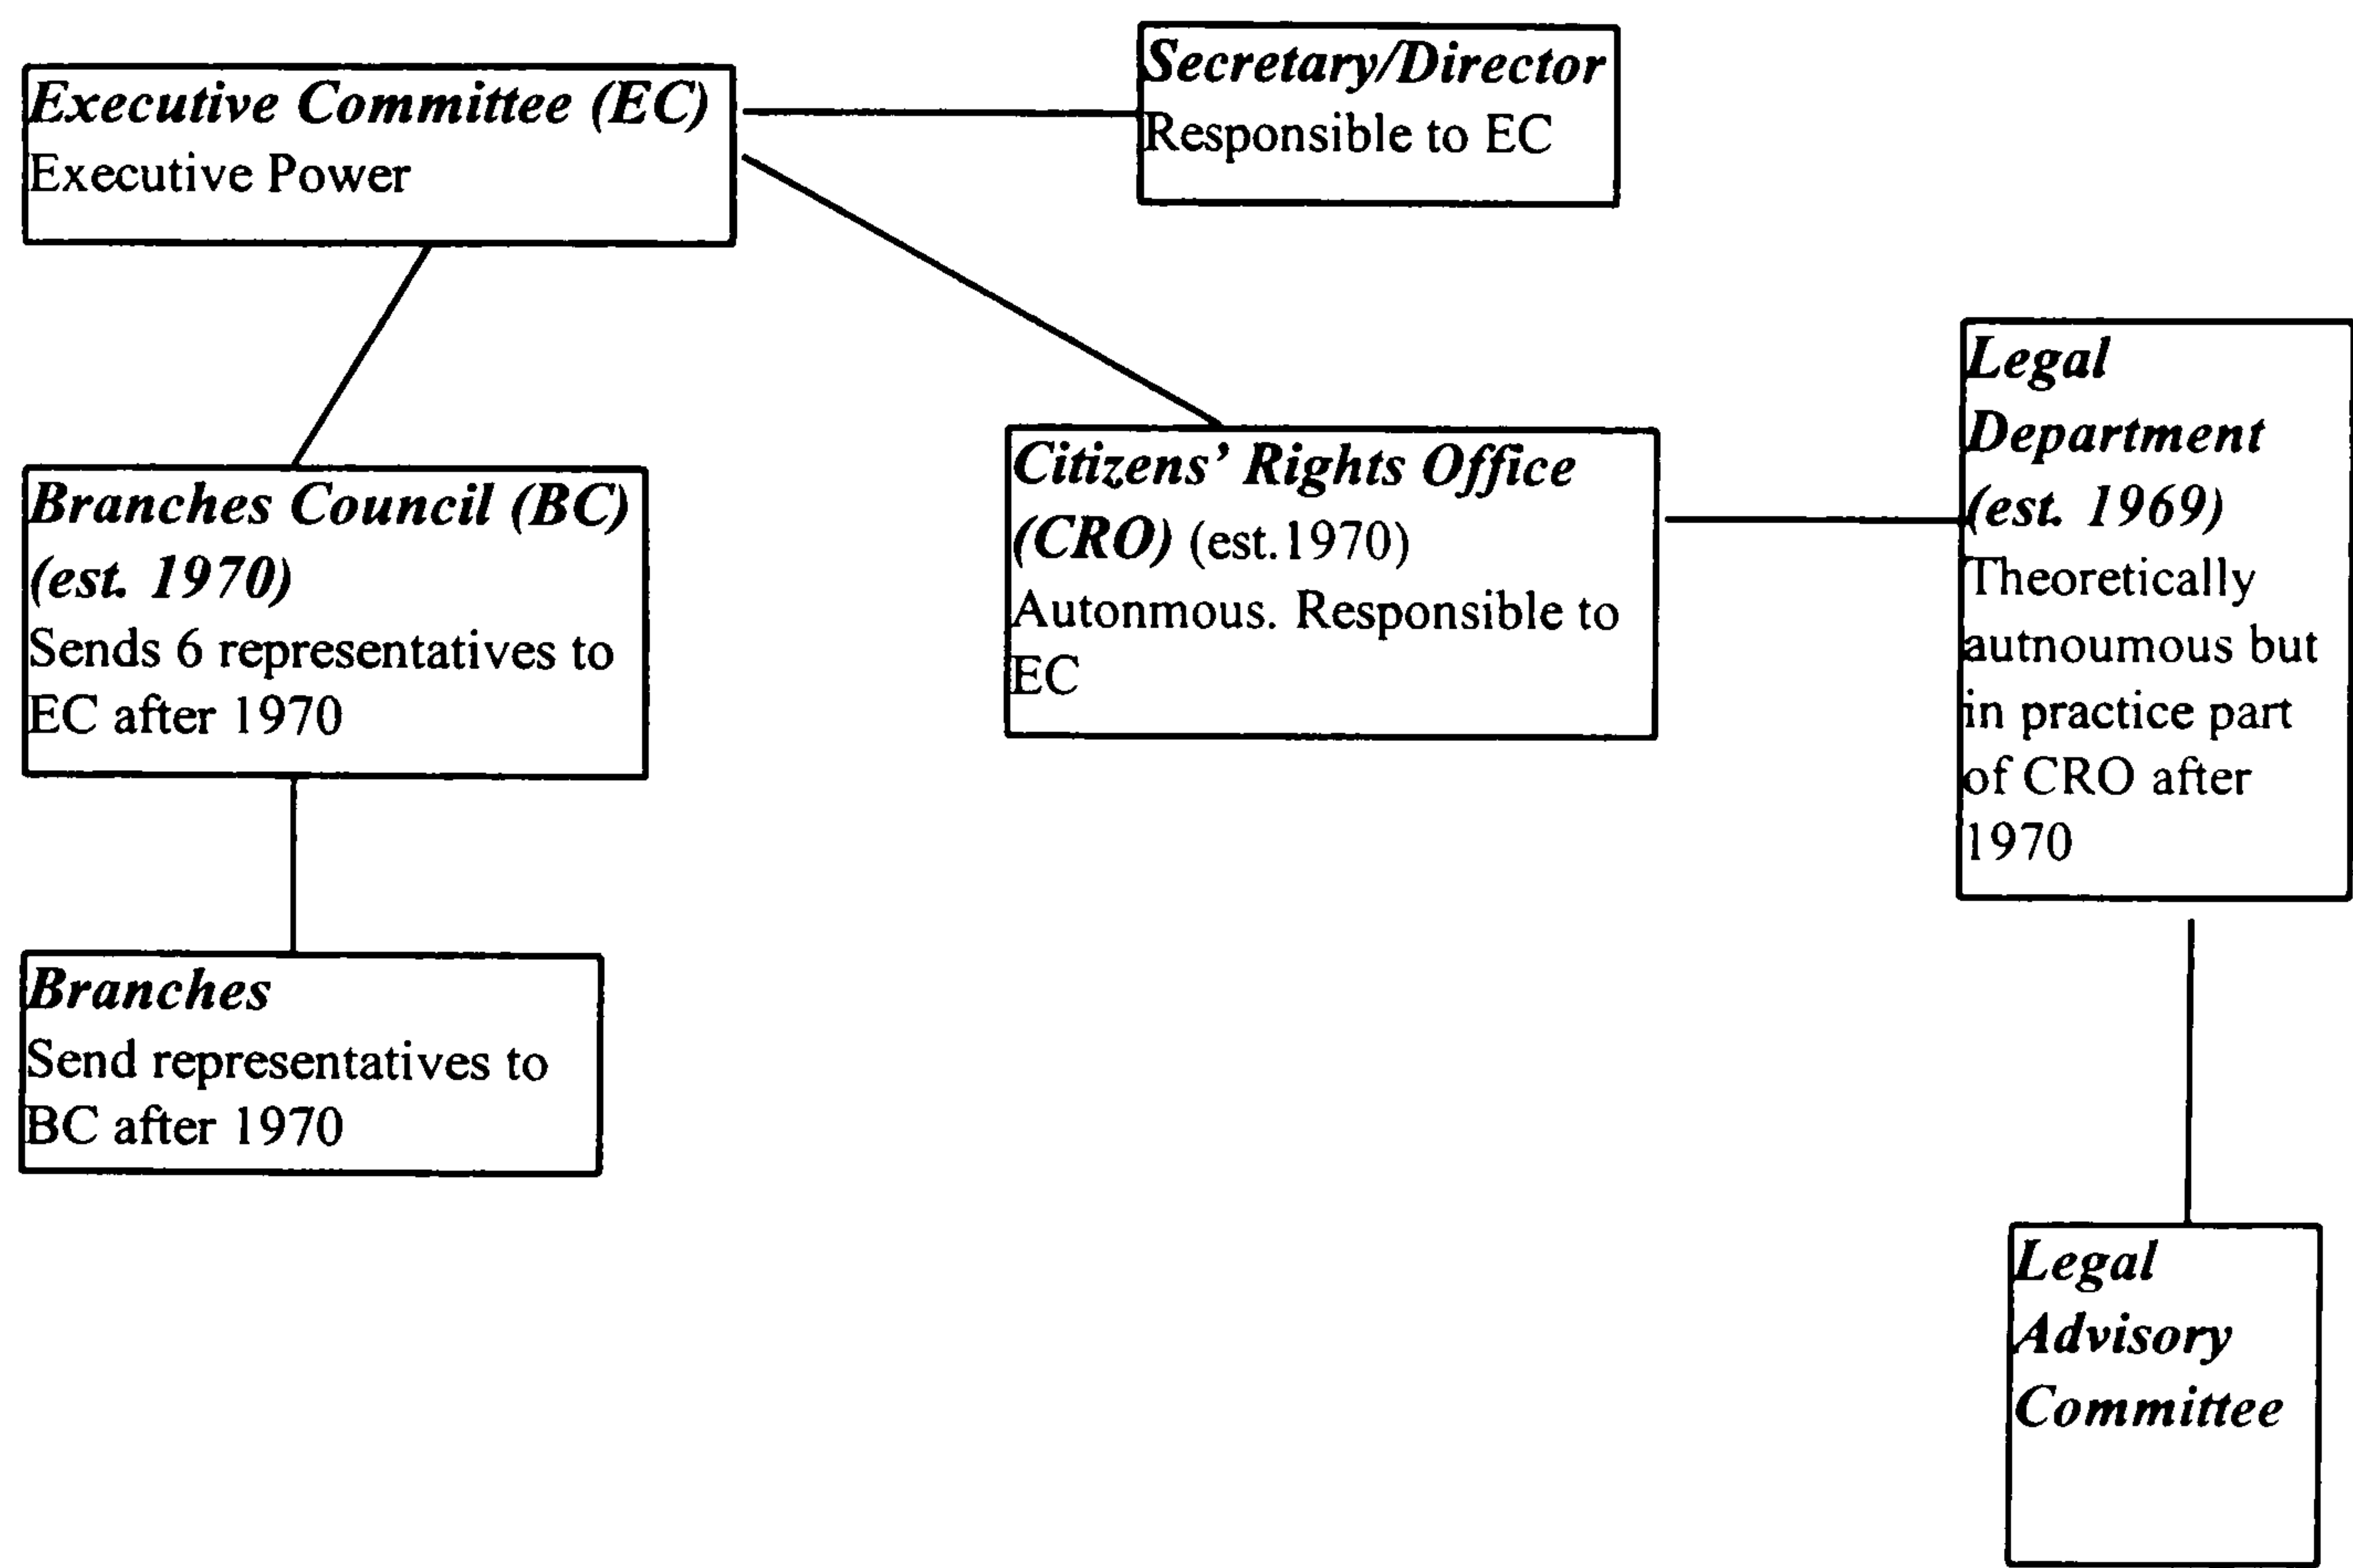 Executive Committee (EC)
Executive Power
Secretary/Director
Responsible to EC
Branches Council (BC)
(est. 1970)
Sends 6 representatives to
EC after 1970
Citizens' Rights Office
(CRO) (est.1970)
Autonmous. Responsible to
EC
Legal
Department
(est. 1969)
Theoretically
autnoumous but
in practice part
of CRO after
1970
Branches
Send representatives to
BC after 1970
Legal
Advisory
Committee